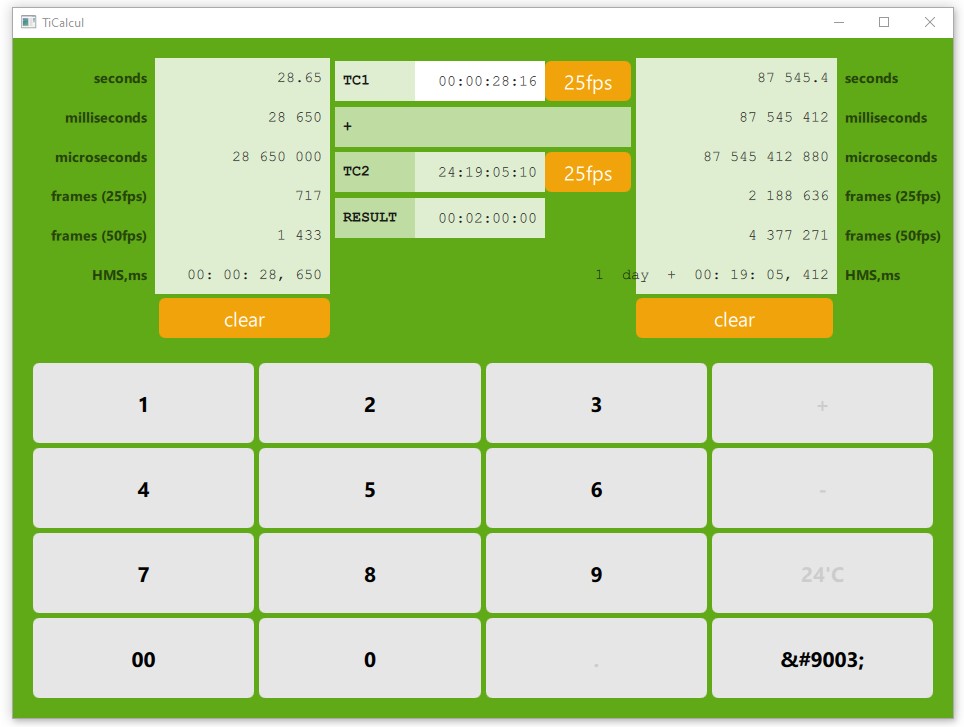 TiCalcul
seconds 28.65
milliseconds 28 650
microseconds 28 650 000
frames (25fps) 717
frames (50fps) 1 433
HMS,ms 00: 00: 28, 650
clear
TC1 00:00:28:16 25fps
+
TC2 24:19:05:10 25fps
RESULT 00:02:00:00
87 545.4 seconds
87 545 412 milliseconds
87 545 412 880 microseconds
2 188 636 frames (25fps)
4 377 271 frames (50fps)
1 day + 00: 19: 05, 412 HMS,ms
clear
1 2 3 +
4 5 6 -
7 8 9 24'C
00 0 . &#9003;